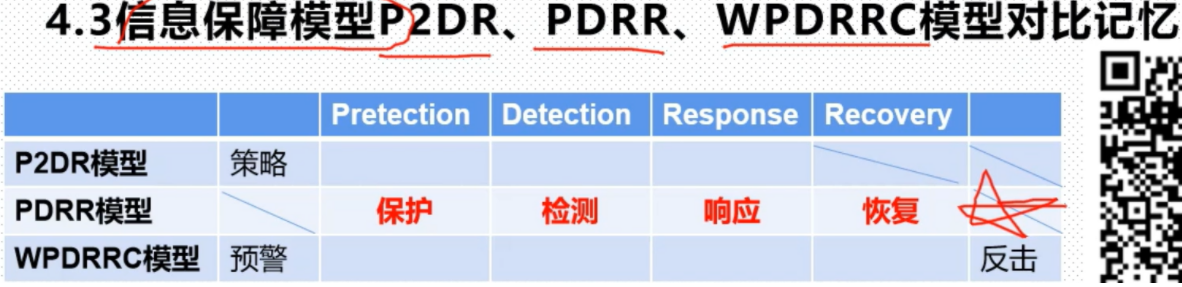 4.3信息保障模型P2DR、PDRR、WPDRRC模型对比记忆
Pretection Detection Response Recovery
P2DR模型 策略
PDRR模型 保护 检测 响应 恢复
WPDRRC模型 预警 反击